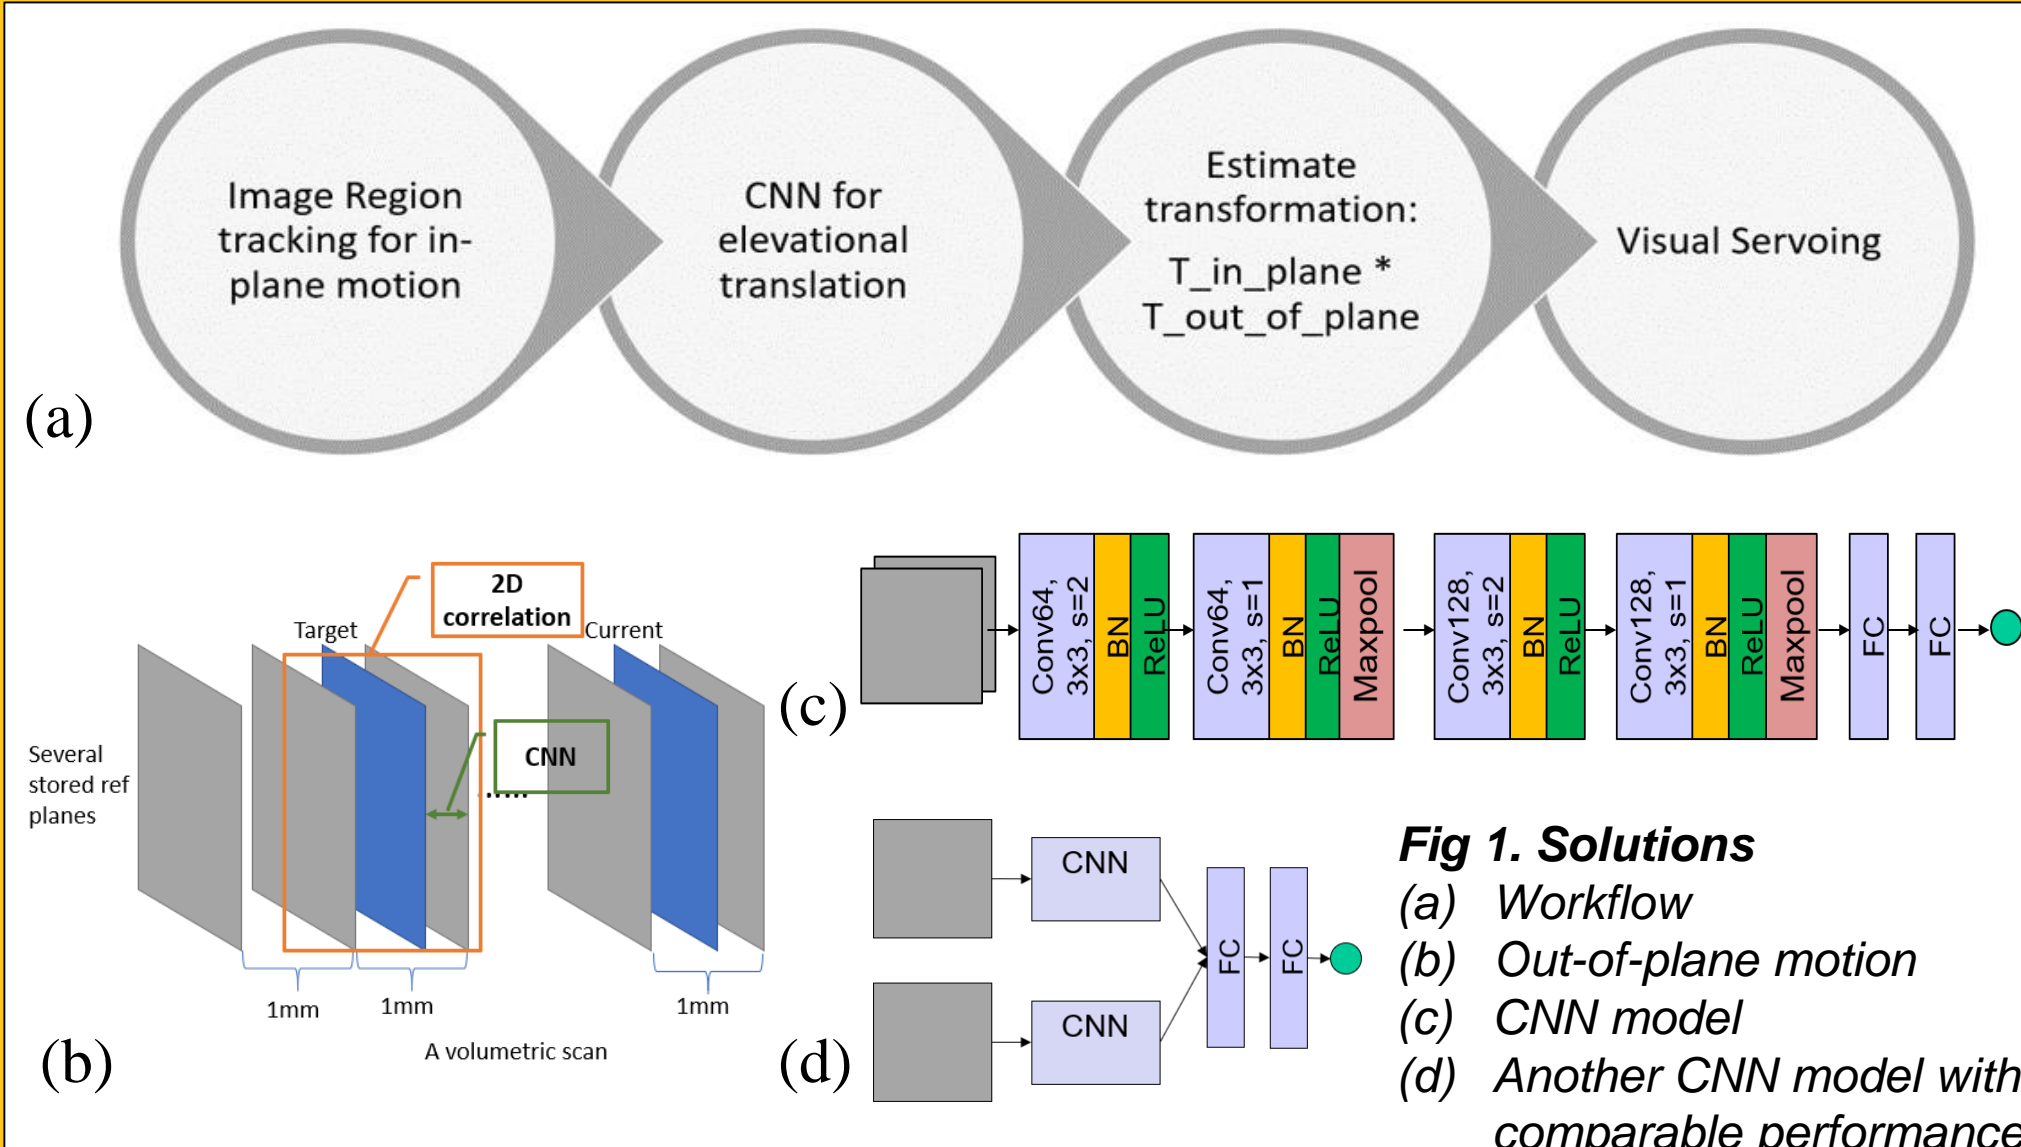 Image Region
tracking for in-
plane motion
CNN for
elevational
translation
Estimate
transformation:
T_in_plane *
T_out_of_plane
Visual Servoing
(a)
2D
correlation
Target
Current
CNN
......
Several
stored ref
planes
1mm
1mm
1mm
A volumetric scan
(b)
(c)
Conv64,
3x3, s=2
BN
ReLU
Conv64,
3x3, s=1
BN
ReLU
Maxpool
Conv128,
3x3, s=2
BN
ReLU
Conv128,
3x3, s=1
BN
ReLU
Maxpool
FC
FC
(d)
CNN
CNN
FC
FC
Fig 1. Solutions
(a) Workflow
(b) Out-of-plane motion
(c) CNN model
(d) Another CNN model with
comparable performance